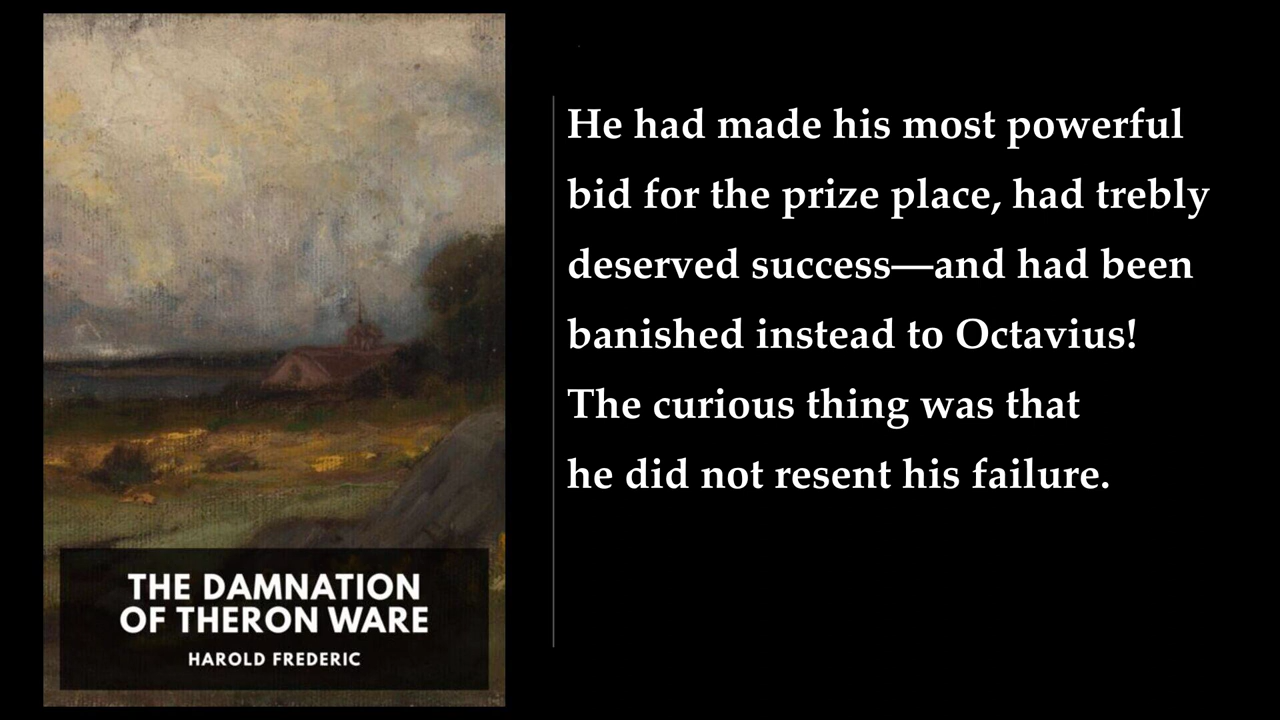 THE DAMNATION
OF THERON WARE
HAROLD FREDERIC
He had made his most powerful
bid for the prize place, had trebly
deserved success—and had been
banished instead to Octavius!
The curious thing was that
he did not resent his failure.